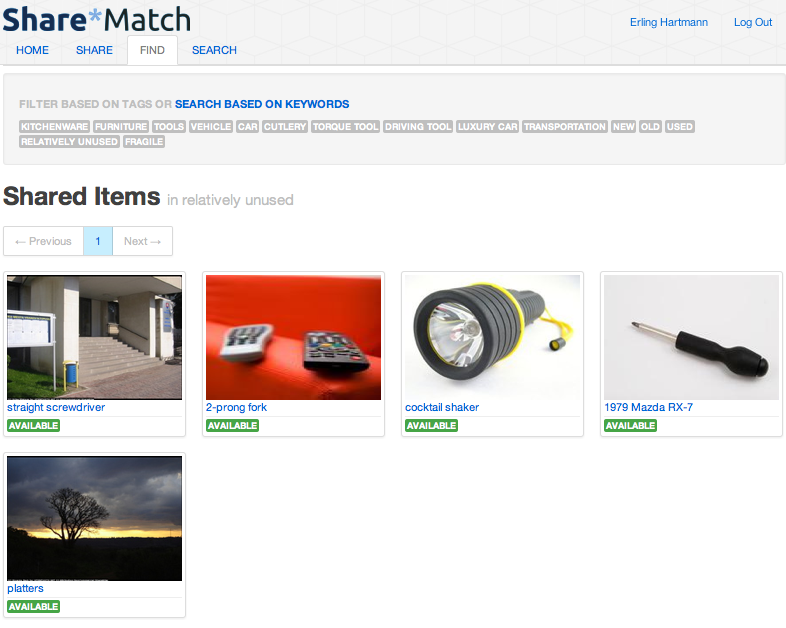 Share*Match
Erling Hartmann Log Out
HOME SHARE FIND SEARCH
FILTER BASED ON TAGS OR SEARCH BASED ON KEYWORDS
KITCHENWARE FURNITURE TOOLS VEHICLE CAR CUTLERY TORQUE TOOL DRIVING TOOL LUXURY CAR TRANSPORTATION NEW OLD USED
RELATIVELY UNUSED FRAGILE
Shared Items in relatively unused
← Previous 1 Next →
straight screwdriver 2-prong fork cocktail shaker 1979 Mazda RX-7
AVAILABLE AVAILABLE AVAILABLE AVAILABLE
platters
AVAILABLE